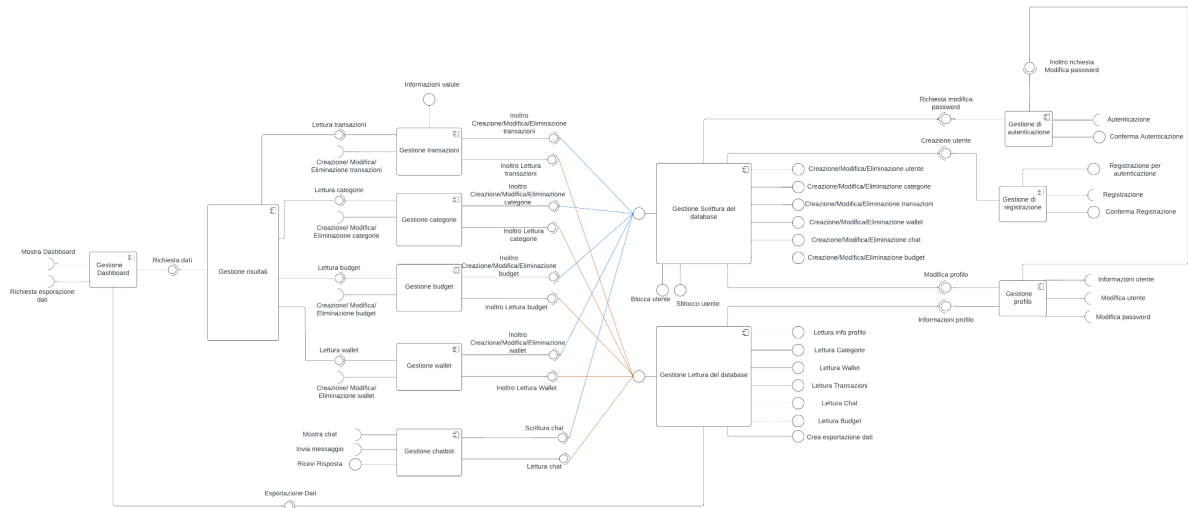 Inoltro richiesta
Modifica password
Informazioni valute
Richiesta modifica
password
Gestione di
autenticazione
Autenticazione
Conferma Autenticazione
Lettura transazioni
Creazione/ Modifica/
Eliminazione transazioni
Gestione transazioni
Inoltro
Creazione/Modifica/Eliminazione
transazioni
Inoltro Lettura
transazioni
Creazione utente
Registrazione per
autenticazione
Gestione di
registrazione
Registrazione
Conferma Registrazione
Lettura categorie
Creazione/ Modifica/
Eliminazione categorie
Gestione categorie
Inoltro
Creazione/Modifica/Eliminazione
categorie
Inoltro Lettura
categorie
Gestione Scrittura del
database
Creazione/Modifica/Eliminazione utente
Creazione/Modifica/Eliminazione categorie
Creazione/Modifica/Eliminazione transazioni
Creazione/Modifica/Eliminazione wallet
Creazione/Modifica/Eliminazione chat
Creazione/Modifica/Eliminazione budget
Blocca utente
Sblocco utente
Mostra Dashboard
Richiesta esporazione
dati
Gestione
Dashboard
Richiesta dati
Gestione risultati
Lettura budget
Creazione/ Modifica/
Eliminazione budget
Gestione budget
Inoltro
Creazione/Modifica/Eliminazione
budget
Inoltro Lettura budget
Modifica profilo
Informazioni profilo
Gestione
profilo
Informazioni utente
Modifica utente
Modifica password
Lettura wallet
Creazione/ Modifica/
Eliminazione wallet
Gestione wallet
Inoltro
Creazione/Modifica/Eliminazione
wallet
Inoltro Lettura Wallet
Gestione Lettura del database
Lettura info profilo
Lettura Categorie
Lettura Wallet
Lettura Transazioni
Lettura Chat
Lettura Budget
Crea esportazione dati
Mostra chat
Invia messaggio
Ricevi Risposta
Gestione chatbot
Scrittura chat
Lettura chat
Esportazione Dati